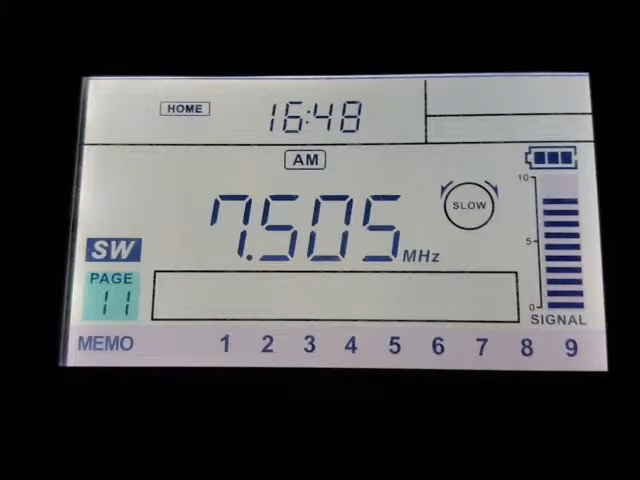 HOME 16:48
AM
7.505 MHz
SLOW
10
5
0
SIGNAL
SW
PAGE
11
MEMO 1 2 3 4 5 6 7 8 9